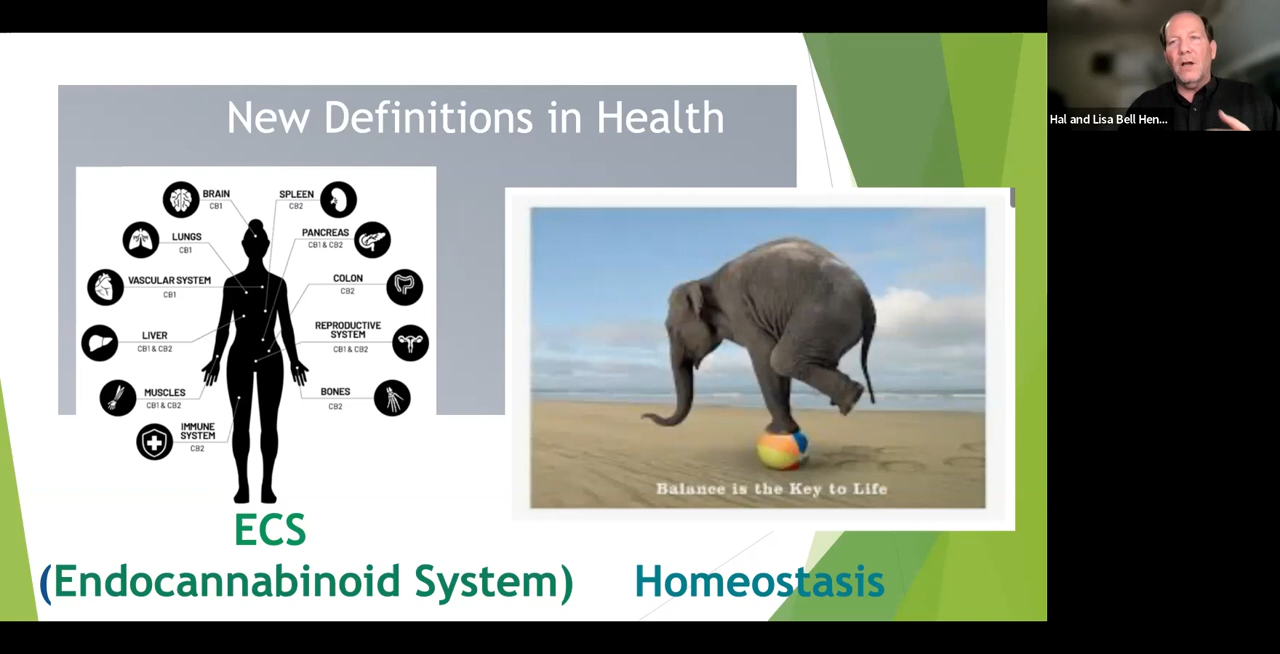 New Definitions in Health
BRAIN
CB1
SPLEEN
CB2
LUNGS
CB1
PANCREAS
CB1 & CB2
VASCULAR SYSTEM
CB1
COLON
CB2
LIVER
CB1 & CB2
REPRODUCTIVE
SYSTEM
CB1 & CB2
MUSCLES
CB1 & CB2
BONES
CB2
IMMUNE
SYSTEM
CB2
Balance is the Key to Life
ECS
(Endocannabinoid System)
Homeostasis
Hal and Lisa Bell Hen...